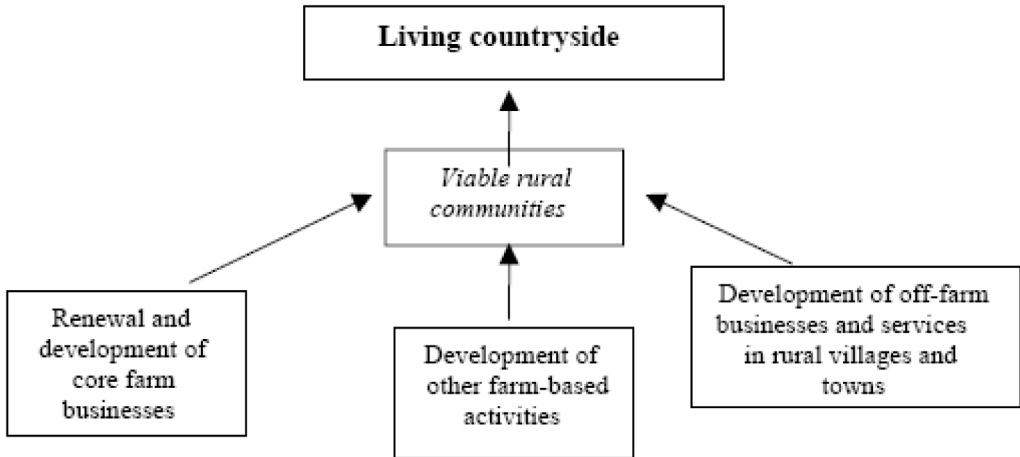 Living countryside
Viable rural
communities
Renewal and
development of
core farm
businesses
Development of
other farm-based
activities
Development of off-farm
businesses and services
in rural villages and
towns